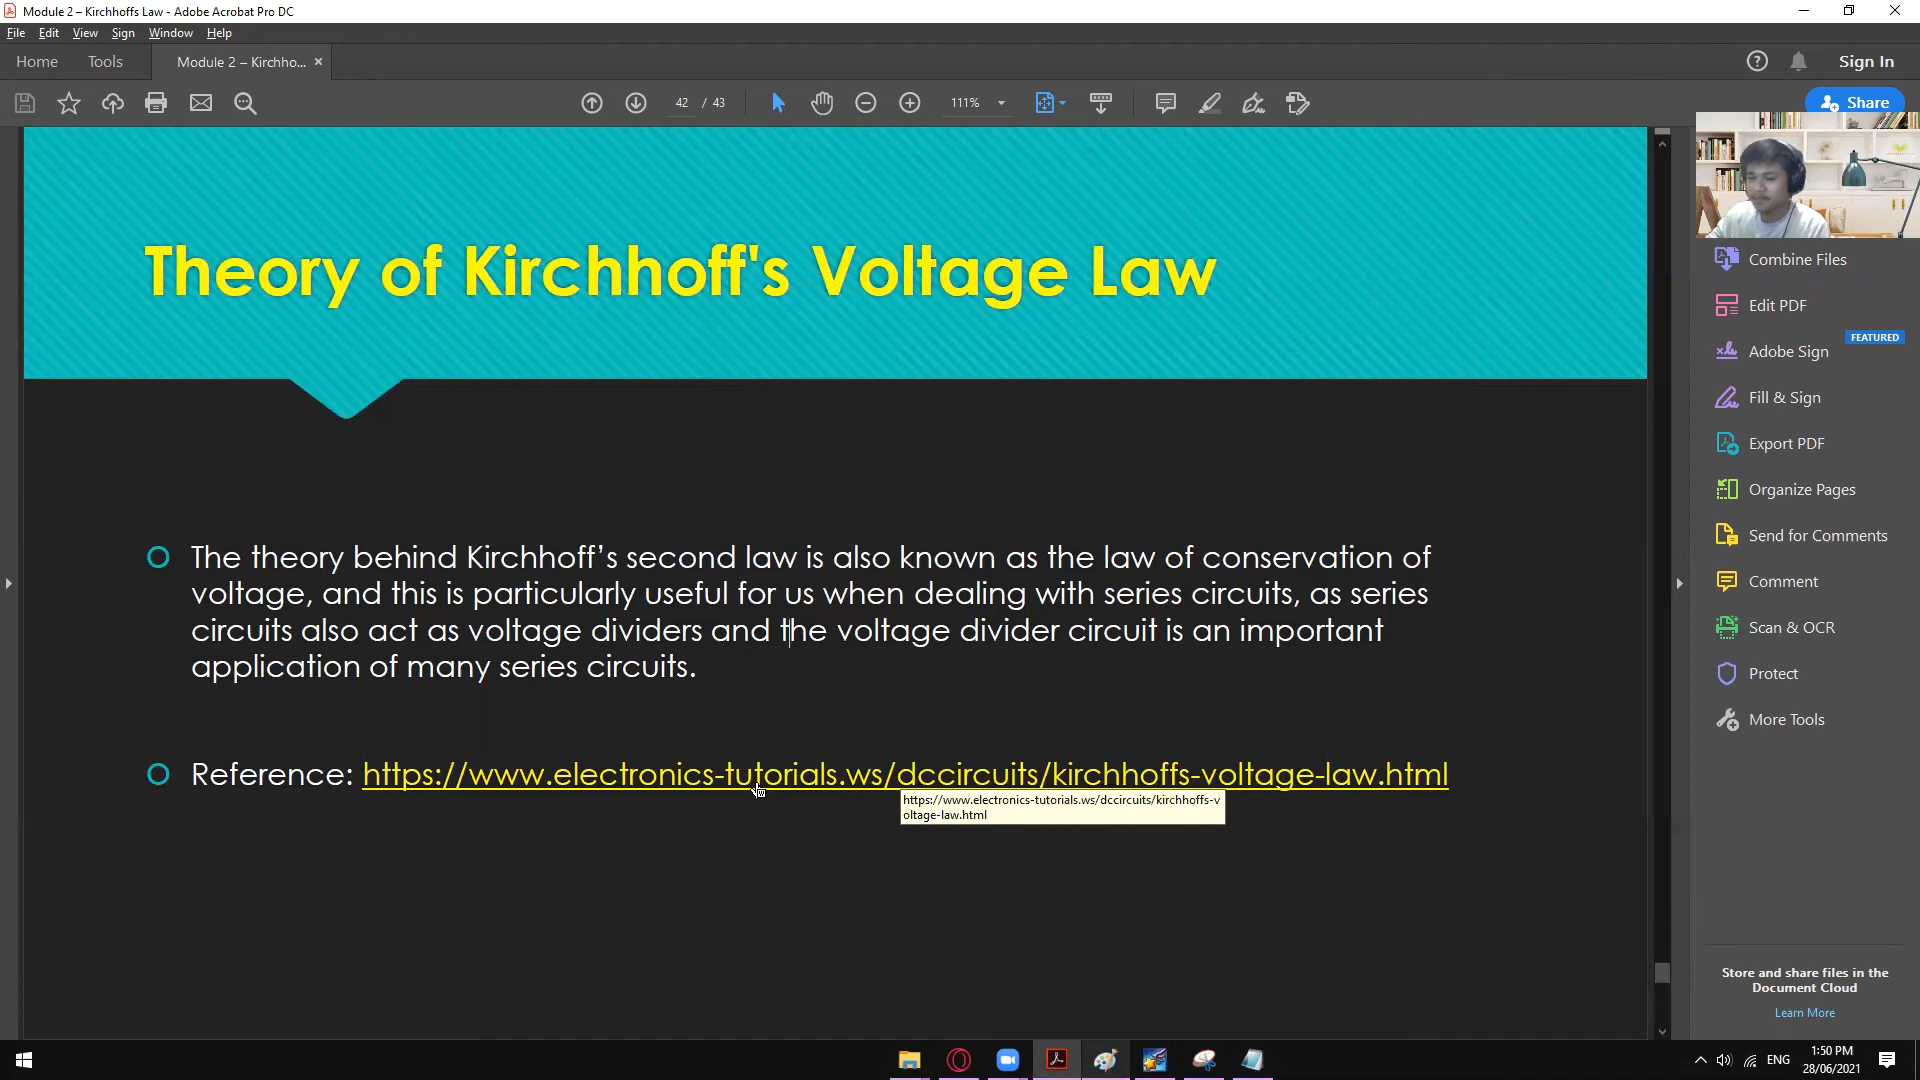 Module 2 – Kirchhoffs Law - Adobe Acrobat Pro DC
File Edit View Sign Window Help
Home Tools Module 2 – Kirchho... × Sign In
42 / 43 111% Share
Theory of Kirchhoff's Voltage Law
The theory behind Kirchhoff’s second law is also known as the law of conservation of
voltage, and this is particularly useful for us when dealing with series circuits, as series
circuits also act as voltage dividers and the voltage divider circuit is an important
application of many series circuits.
Reference: https://www.electronics-tutorials.ws/dccircuits/kirchhoffs-voltage-law.html
https://www.electronics-tutorials.ws/dccircuits/kirchhoffs-v
oltage-law.html
Combine Files
Edit PDF
FEATURED
Adobe Sign
Fill & Sign
Export PDF
Organize Pages
Send for Comments
Comment
Scan & OCR
Protect
More Tools
Store and share files in the
Document Cloud
Learn More
ENG
1:50 PM
28/06/2021